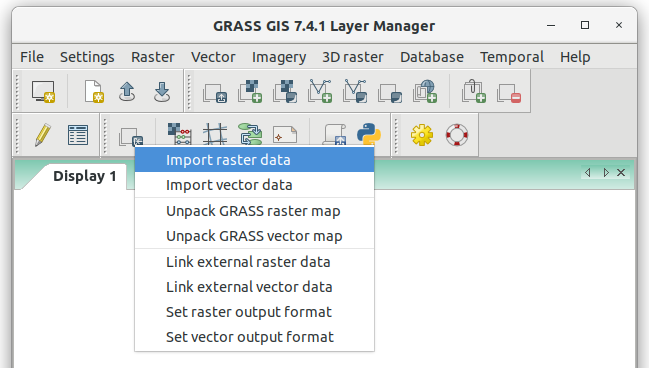 GRASS GIS 7.4.1 Layer Manager
File Settings Raster Vector Imagery 3D raster Database Temporal Help
Display 1
Import raster data
Import vector data
Unpack GRASS raster map
Unpack GRASS vector map
Link external raster data
Link external vector data
Set raster output format
Set vector output format